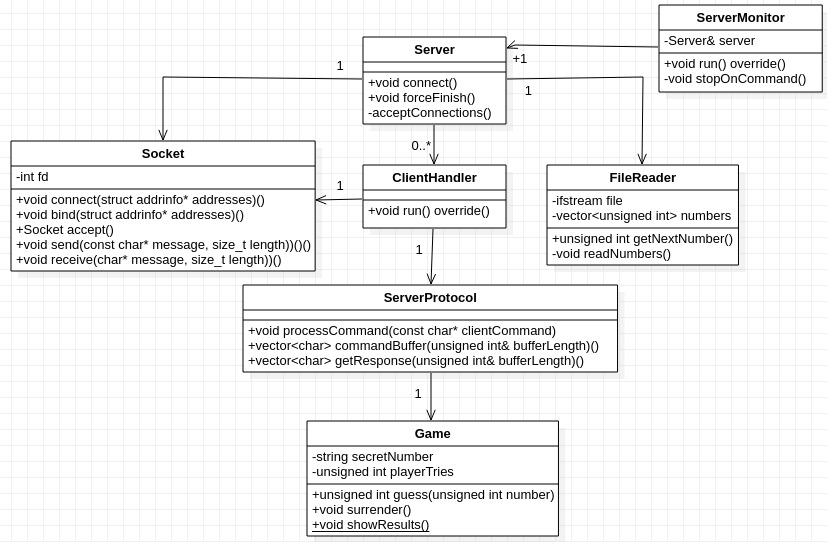 ServerMonitor
-Server& server
+void run() override()
-void stopOnCommand()
+1
Server
+void connect()
+void forceFinish()
-acceptConnections()
1
1
0..*
Socket
-int fd
+void connect(struct addrinfo* addresses)()
+void bind(struct addrinfo* addresses)()
+Socket accept()
+void send(const char* message, size_t length))()()
+void receive(char* message, size_t length))()
1
ClientHandler
+void run() override()
FileReader
-ifstream file
-vector<unsigned int> numbers
+unsigned int getNextNumber()
-void readNumbers()
1
ServerProtocol
+void processCommand(const char* clientCommand)
+vector<char> commandBuffer(unsigned int& bufferLength)()
+vector<char> getResponse(unsigned int& bufferLength)()
1
Game
-string secretNumber
-unsigned int playerTries
+unsigned int guess(unsigned int number)
+void surrender()
+void showResults()